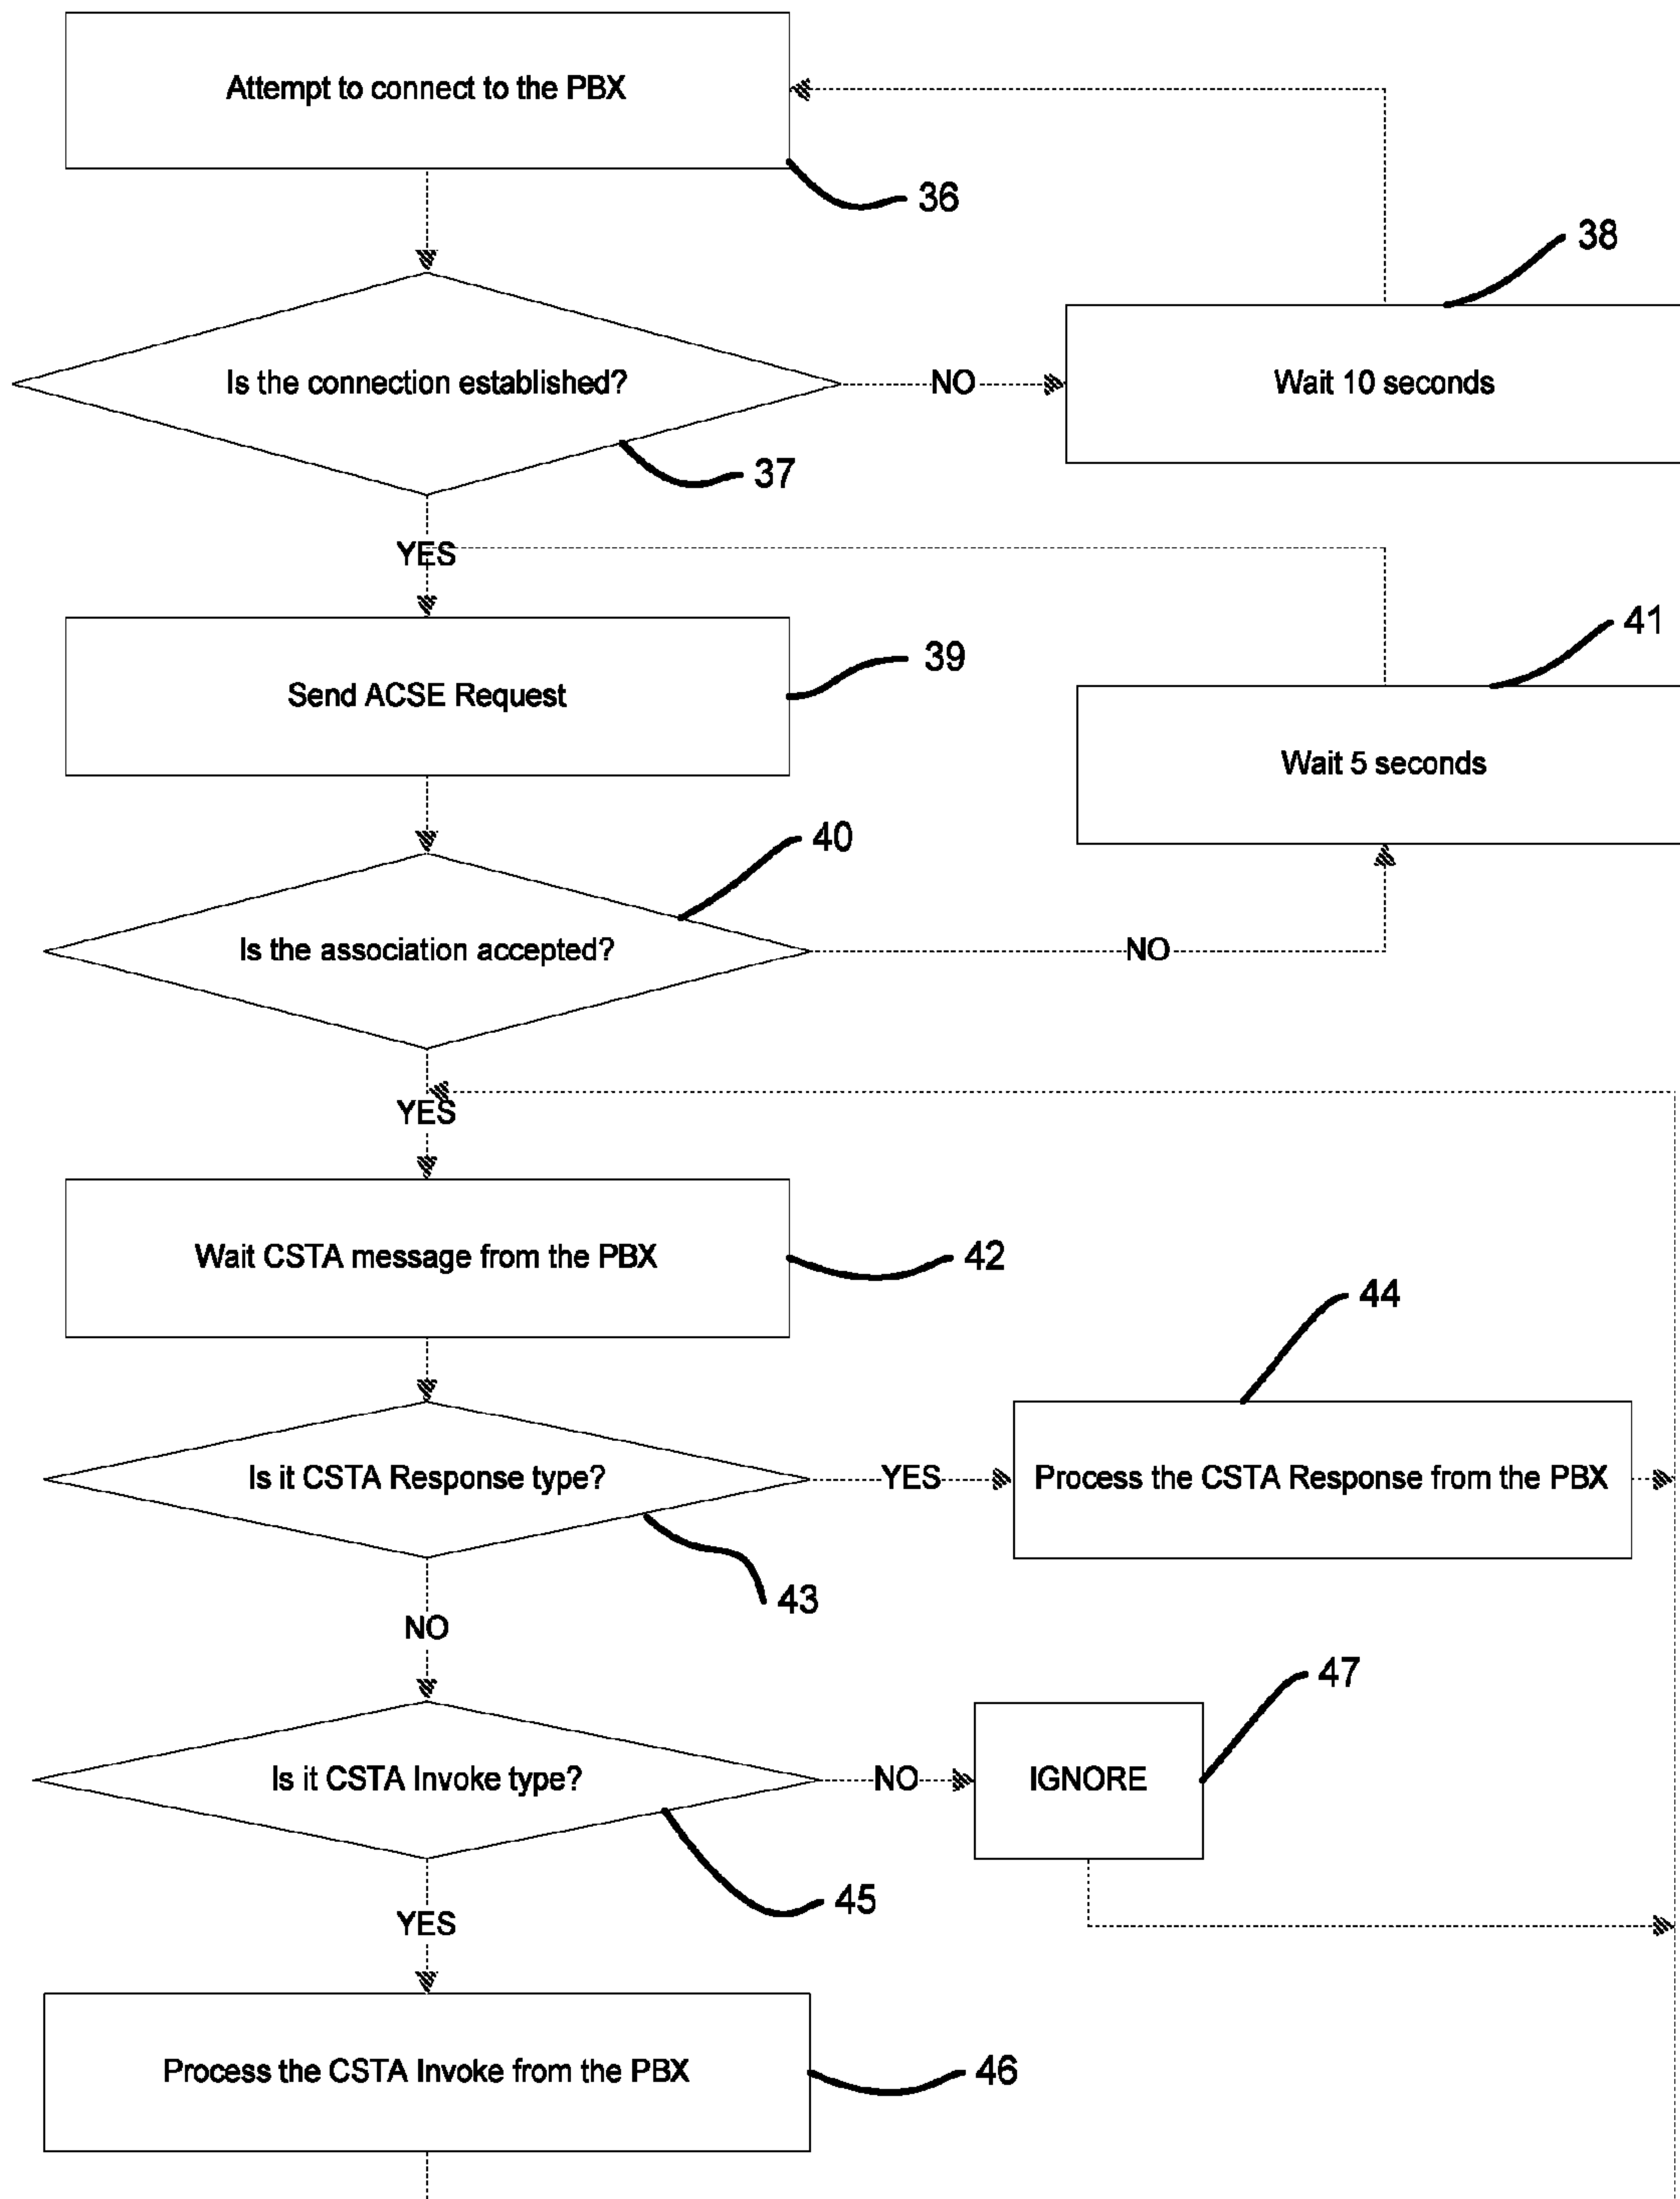 Attempt to connect to the PBX
36
38
Is the connection established?
NO
Wait 10 seconds
37
YES
41
39
Send ACSE Request
Wait 5 seconds
40
Is the association accepted?
NO
YES
Wait CSTA message from the PBX
42
44
Is it CSTA Response type?
YES
Process the CSTA Response from the PBX
43
NO
47
Is it CSTA Invoke type?
NO
IGNORE
45
YES
Process the CSTA Invoke from the PBX
46